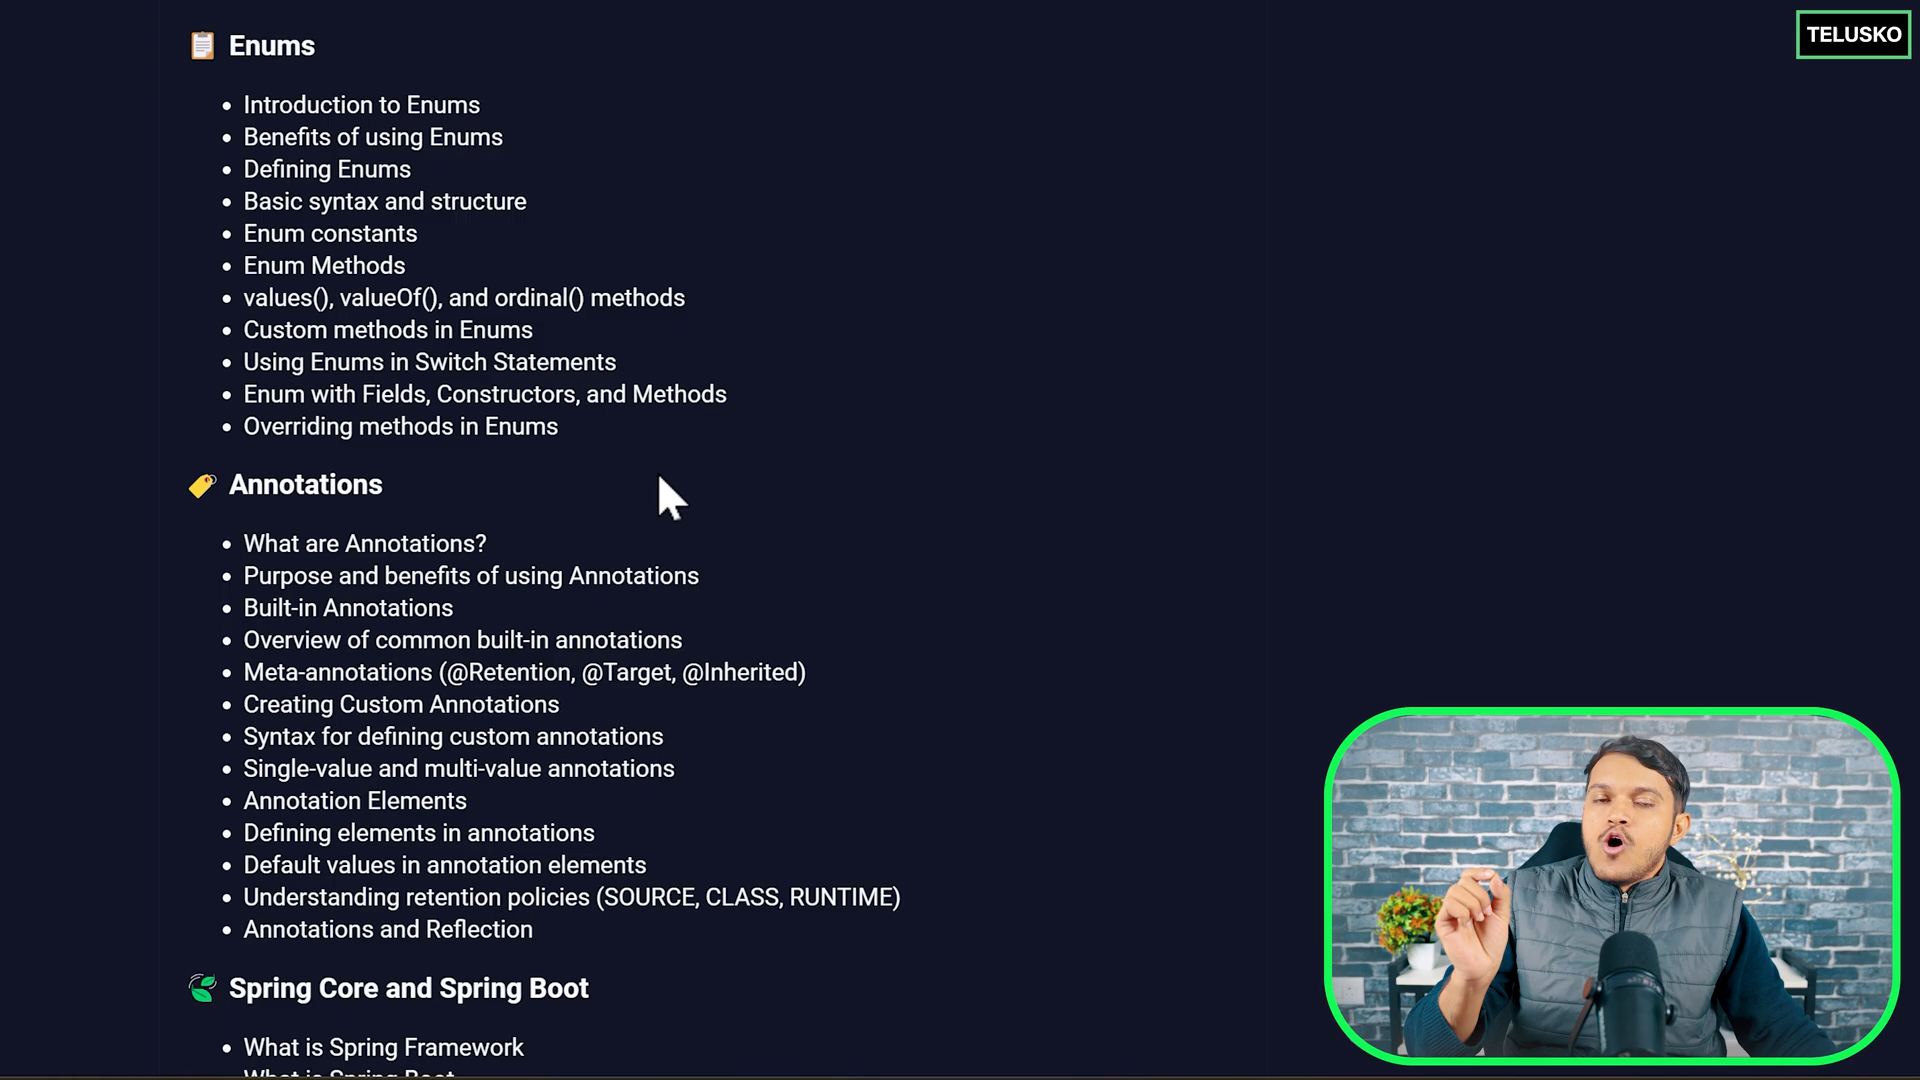 TELUSKO
Enums
Introduction to Enums
Benefits of using Enums
Defining Enums
Basic syntax and structure
Enum constants
Enum Methods
values(), valueOf(), and ordinal() methods
Custom methods in Enums
Using Enums in Switch Statements
Enum with Fields, Constructors, and Methods
Overriding methods in Enums
Annotations
What are Annotations?
Purpose and benefits of using Annotations
Built-in Annotations
Overview of common built-in annotations
Meta-annotations (@Retention, @Target, @Inherited)
Creating Custom Annotations
Syntax for defining custom annotations
Single-value and multi-value annotations
Annotation Elements
Defining elements in annotations
Default values in annotation elements
Understanding retention policies (SOURCE, CLASS, RUNTIME)
Annotations and Reflection
Spring Core and Spring Boot
What is Spring Framework
What is Spring Boot